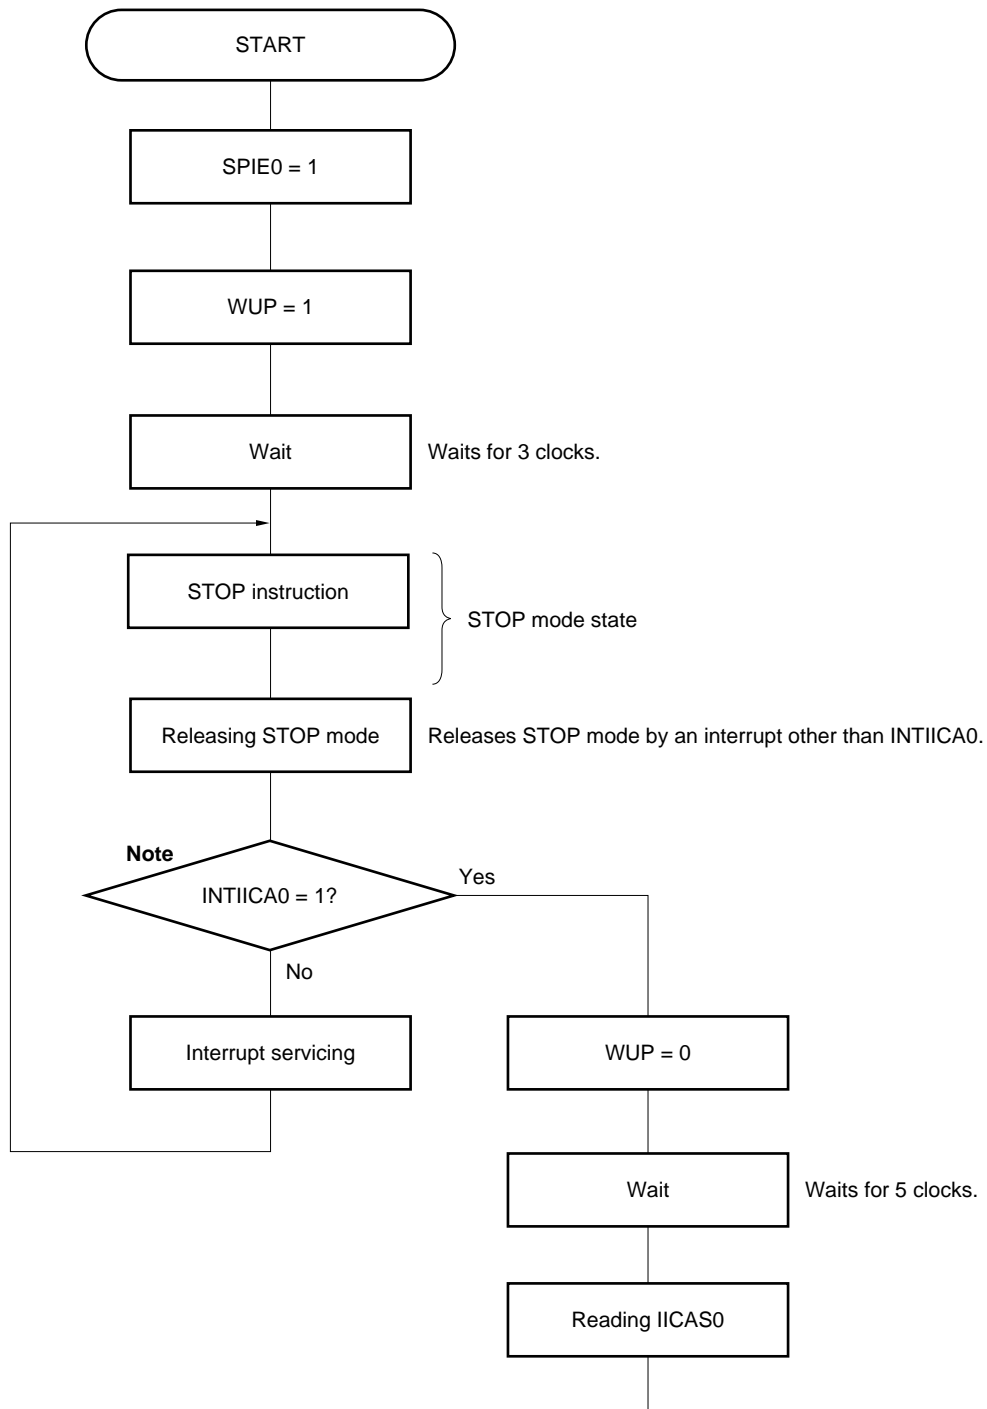 START
SPIE0 = 1
WUP = 1
Wait
Waits for 3 clocks.
STOP instruction
STOP mode state
Releasing STOP mode
Releases STOP mode by an interrupt other than INTIICA0.
Note
INTIICA0 = 1?
Yes
No
Interrupt servicing
WUP = 0
Wait
Waits for 5 clocks.
Reading IICAS0